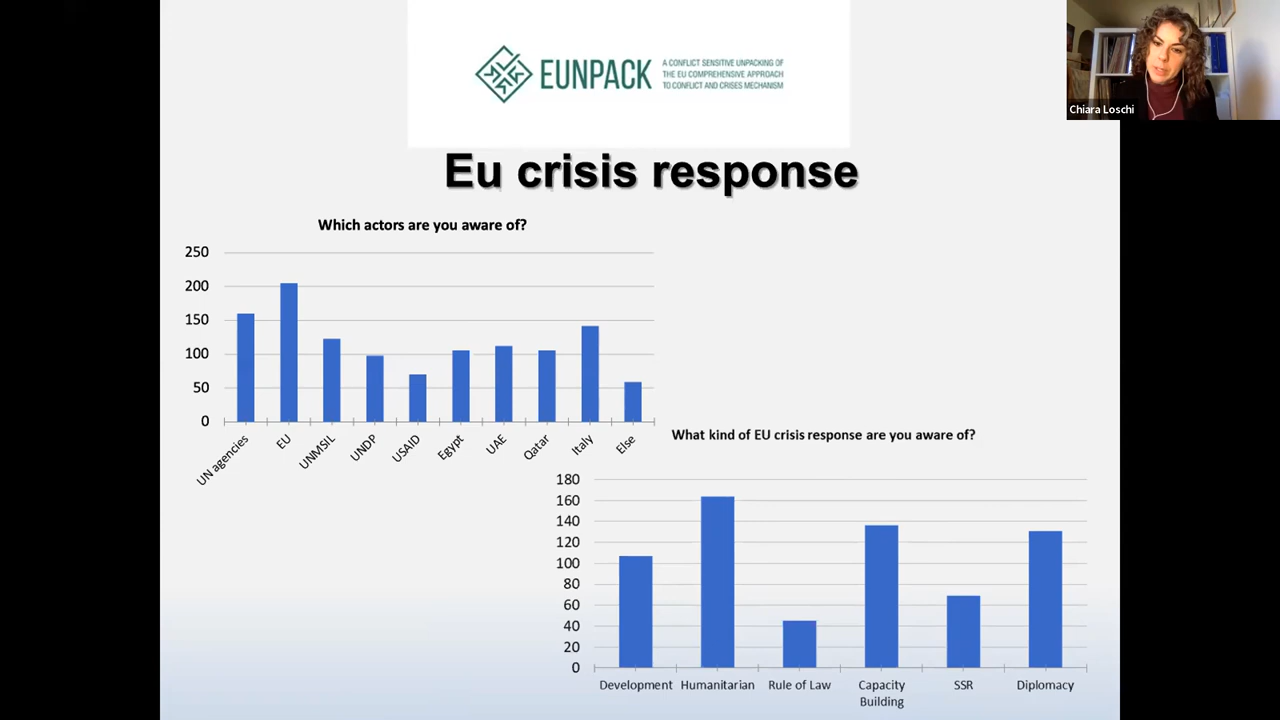 EUNPACK
A CONFLICT SENSITIVE UNPACKING OF
THE EU COMPREHENSIVE APPROACH
TO CONFLICT AND CRISES MECHANISM
Chiara Loschi
Eu crisis response
Which actors are you aware of?
250
200
150
100
50
0
UN agencies
EU
UNMSIL
UNDP
USAID
Egypt
UAE
Qatar
Italy
Else
What kind of EU crisis response are you aware of?
180
160
140
120
100
80
60
40
20
0
Development
Humanitarian
Rule of Law
Capacity
Building
SSR
Diplomacy